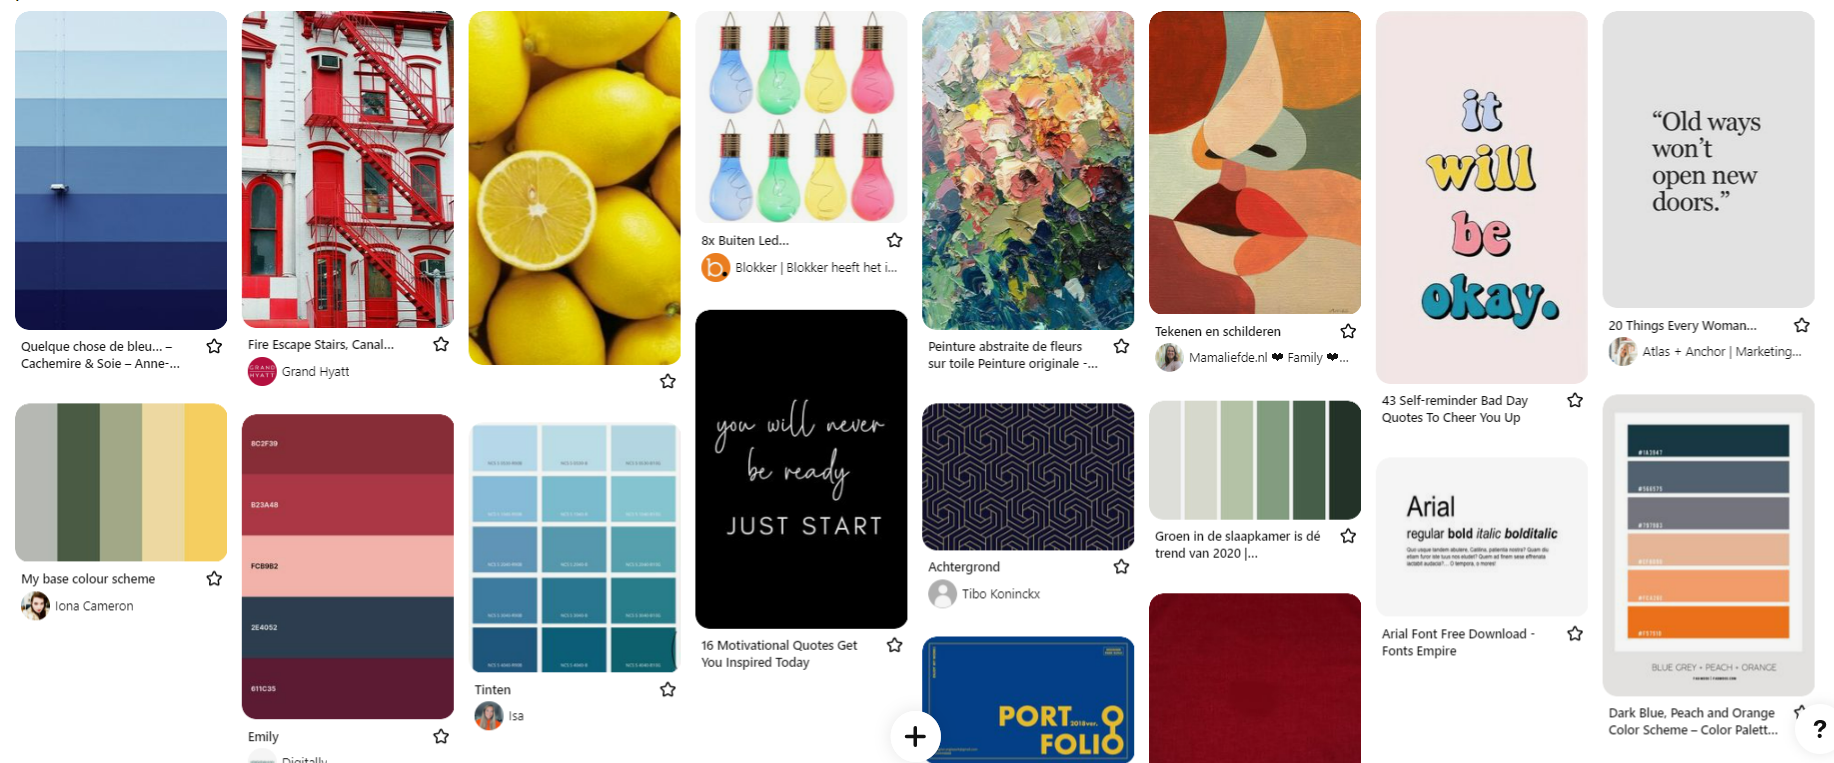 Quelque chose de bleu... –
Cachemire & Soie – Anne-...
My base colour scheme
Iona Cameron
GRAND
HYATT
Fire Escape Stairs, Canal...
Grand Hyatt
8C2F39
B23A48
FCB9B2
2E4052
611C35
Emily
Digitally
Tinten
Isa
8x Buiten Led...
b.
Blokker | Blokker heeft het i...
you will never
be ready
JUST START
16 Motivational Quotes Get
You Inspired Today
Peinture abstraite de fleurs
sur toile Peinture originale -...
Achtergrond
Tibo Koninckx
PORT
2018ver.
FOLIO
Tekenen en schilderen
Mamaliefde.nl ❤ Family ❤...
Groen in de slaapkamer is dé
trend van 2020 |...
it
will
be
okay.
43 Self-reminder Bad Day
Quotes To Cheer You Up
Arial
regular bold italic bolditalic
Arial Font Free Download -
Fonts Empire
“Old ways
won’t
open new
doors.”
20 Things Every Woman...
Atlas + Anchor | Marketing...
BLUE GREY • PEACH • ORANGE
Dark Blue, Peach and Orange
Color Scheme – Color Palett...
?